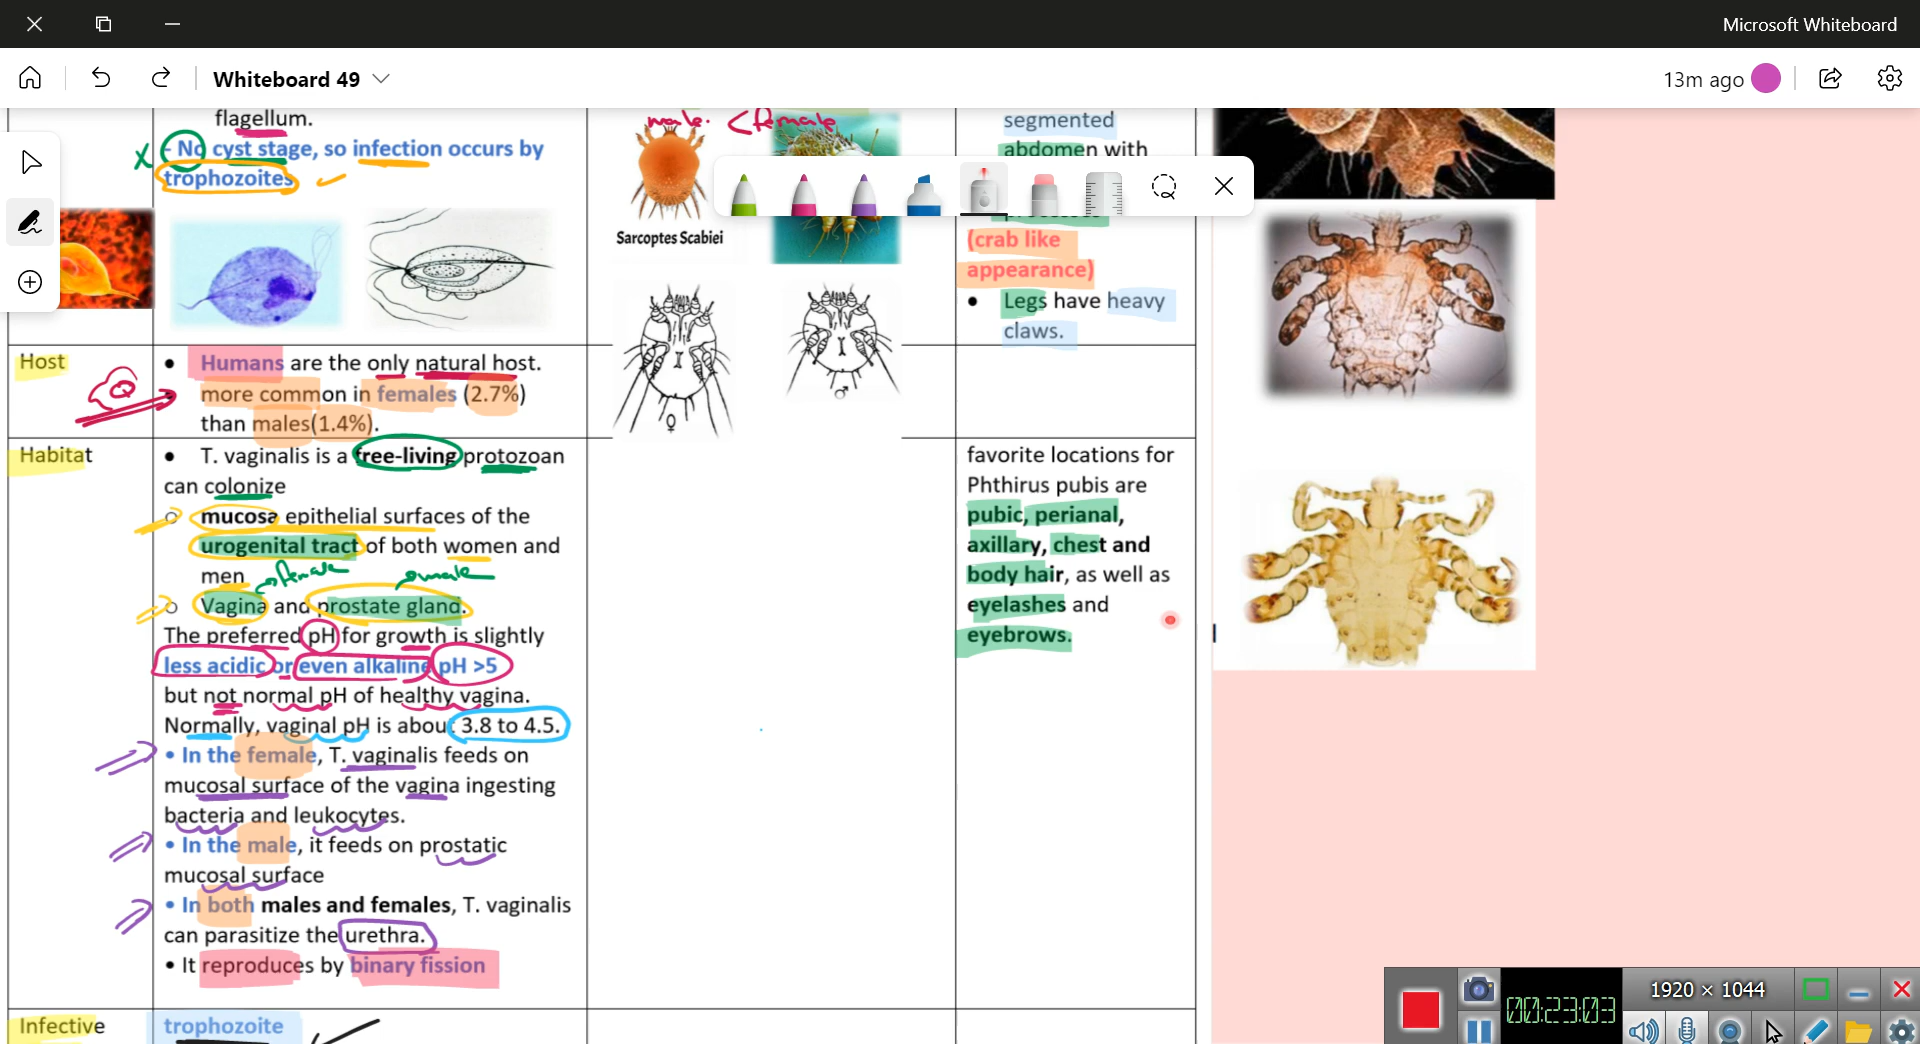 Microsoft Whiteboard
Whiteboard 49
13m ago
flagellum.
- No cyst stage, so infection occurs by
trophozoites
male. < female
Sarcoptes Scabiei
♀
♂
segmented
abdomen with
(crab like
appearance)
• Legs have heavy
claws.
Host
• Humans are the only natural host.
• more common in females (2.7%)
than males(1.4%).
Habitat
• T. vaginalis is a free-living protozoan
can colonize
○ mucosa epithelial surfaces of the
urogenital tract of both women and
men
female
male
○ Vagina and prostate gland.
The preferred pH for growth is slightly
less acidic or even alkaline pH >5
but not normal pH of healthy vagina.
Normally, vaginal pH is about 3.8 to 4.5.
• In the female, T. vaginalis feeds on
mucosal surface of the vagina ingesting
bacteria and leukocytes.
• In the male, it feeds on prostatic
mucosal surface
• In both males and females, T. vaginalis
can parasitize the urethra.
• It reproduces by binary fission
favorite locations for
Phthirus pubis are
pubic, perianal,
axillary, chest and
body hair, as well as
eyelashes and
eyebrows.
Infective
trophozoite
00:23:03
1920 × 1044